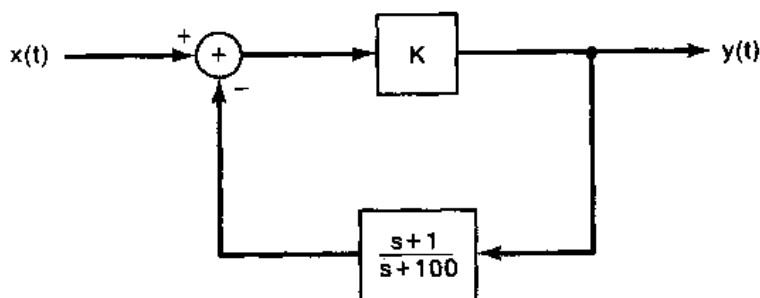 x(t)
+
+
−
K
y(t)
s+1
s+100